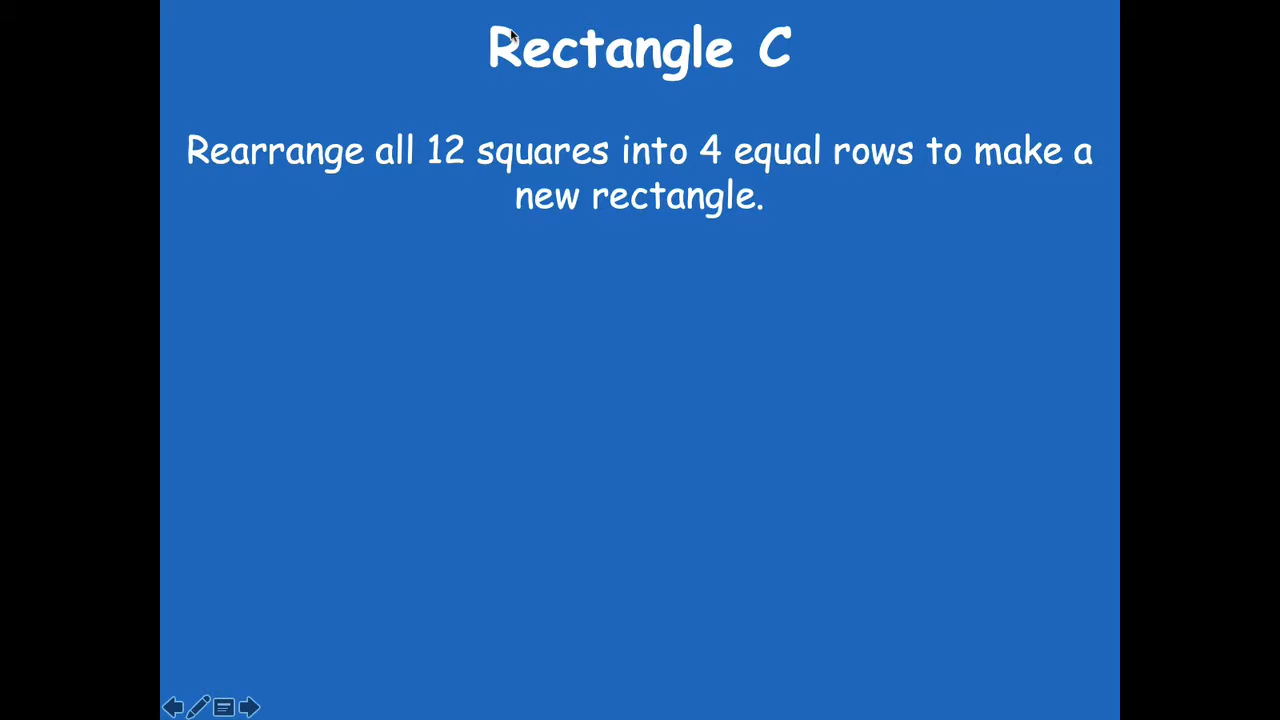 Rectangle C
Rearrange all 12 squares into 4 equal rows to make a
new rectangle.